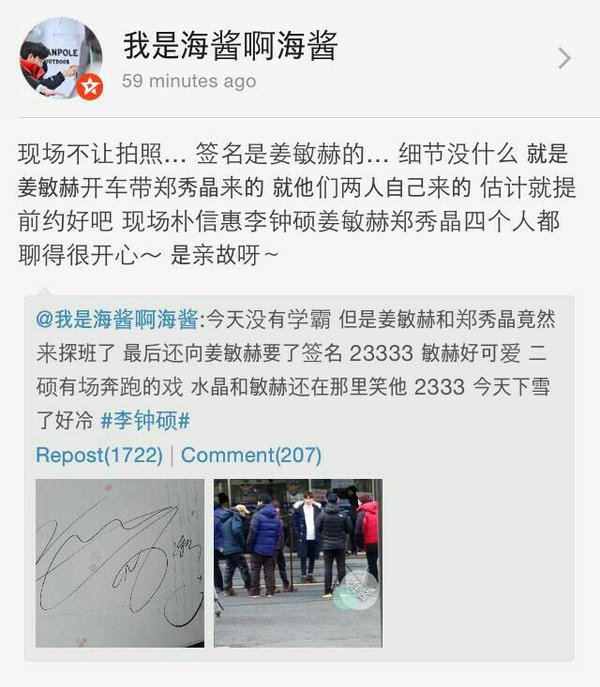 我是海酱啊海酱
59 minutes ago
现场不让拍照... 签名是姜敏赫的... 细节没什么 就是
姜敏赫开车带郑秀晶来的 就他们两人自己来的 估计就提
前约好吧 现场朴信惠李钟硕姜敏赫郑秀晶四个人都
聊得很开心～ 是亲故呀~
@我是海酱啊海酱:今天没有学霸 但是姜敏赫和郑秀晶竟然
来探班了 最后还向姜敏赫要了签名 23333 敏赫好可爱 二
硕有场奔跑的戏 水晶和敏赫还在那里笑他 2333 今天下雪
了好冷 #李钟硕#
Repost(1722) | Comment(207)